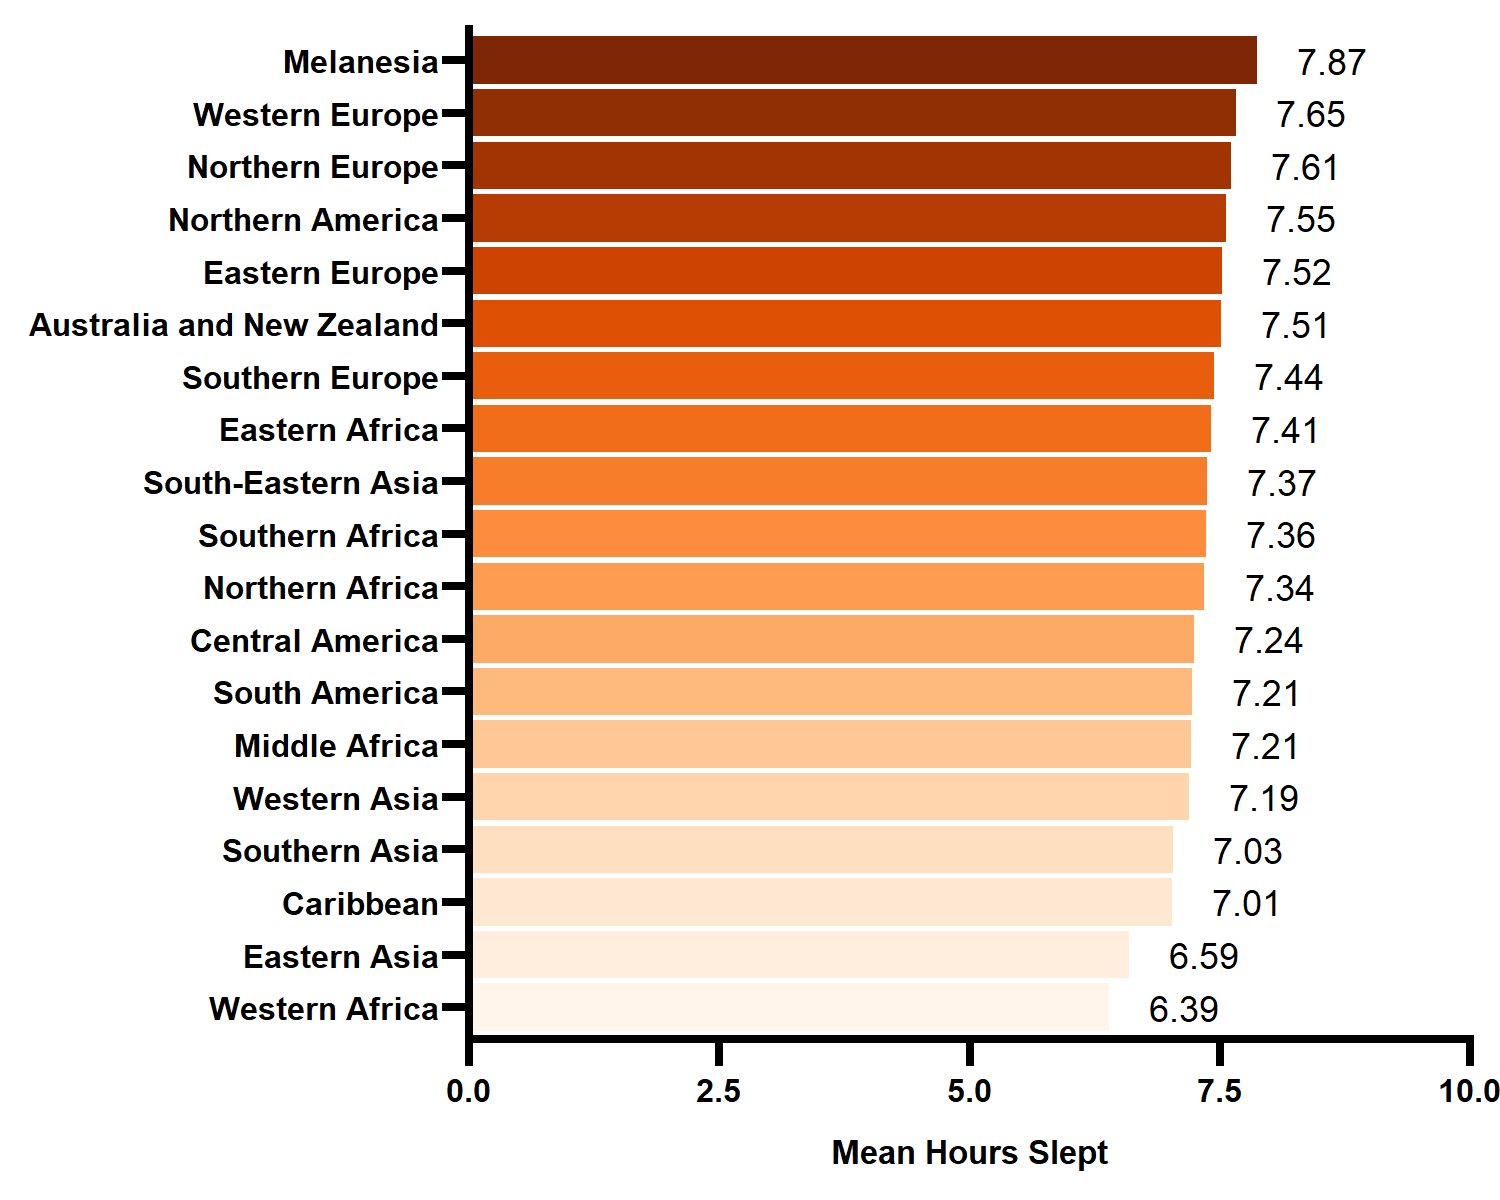 Melanesia 7.87
Western Europe 7.65
Northern Europe 7.61
Northern America 7.55
Eastern Europe 7.52
Australia and New Zealand 7.51
Southern Europe 7.44
Eastern Africa 7.41
South-Eastern Asia 7.37
Southern Africa 7.36
Northern Africa 7.34
Central America 7.24
South America 7.21
Middle Africa 7.21
Western Asia 7.19
Southern Asia 7.03
Caribbean 7.01
Eastern Asia 6.59
Western Africa 6.39
0.0 2.5 5.0 7.5 10.0
Mean Hours Slept